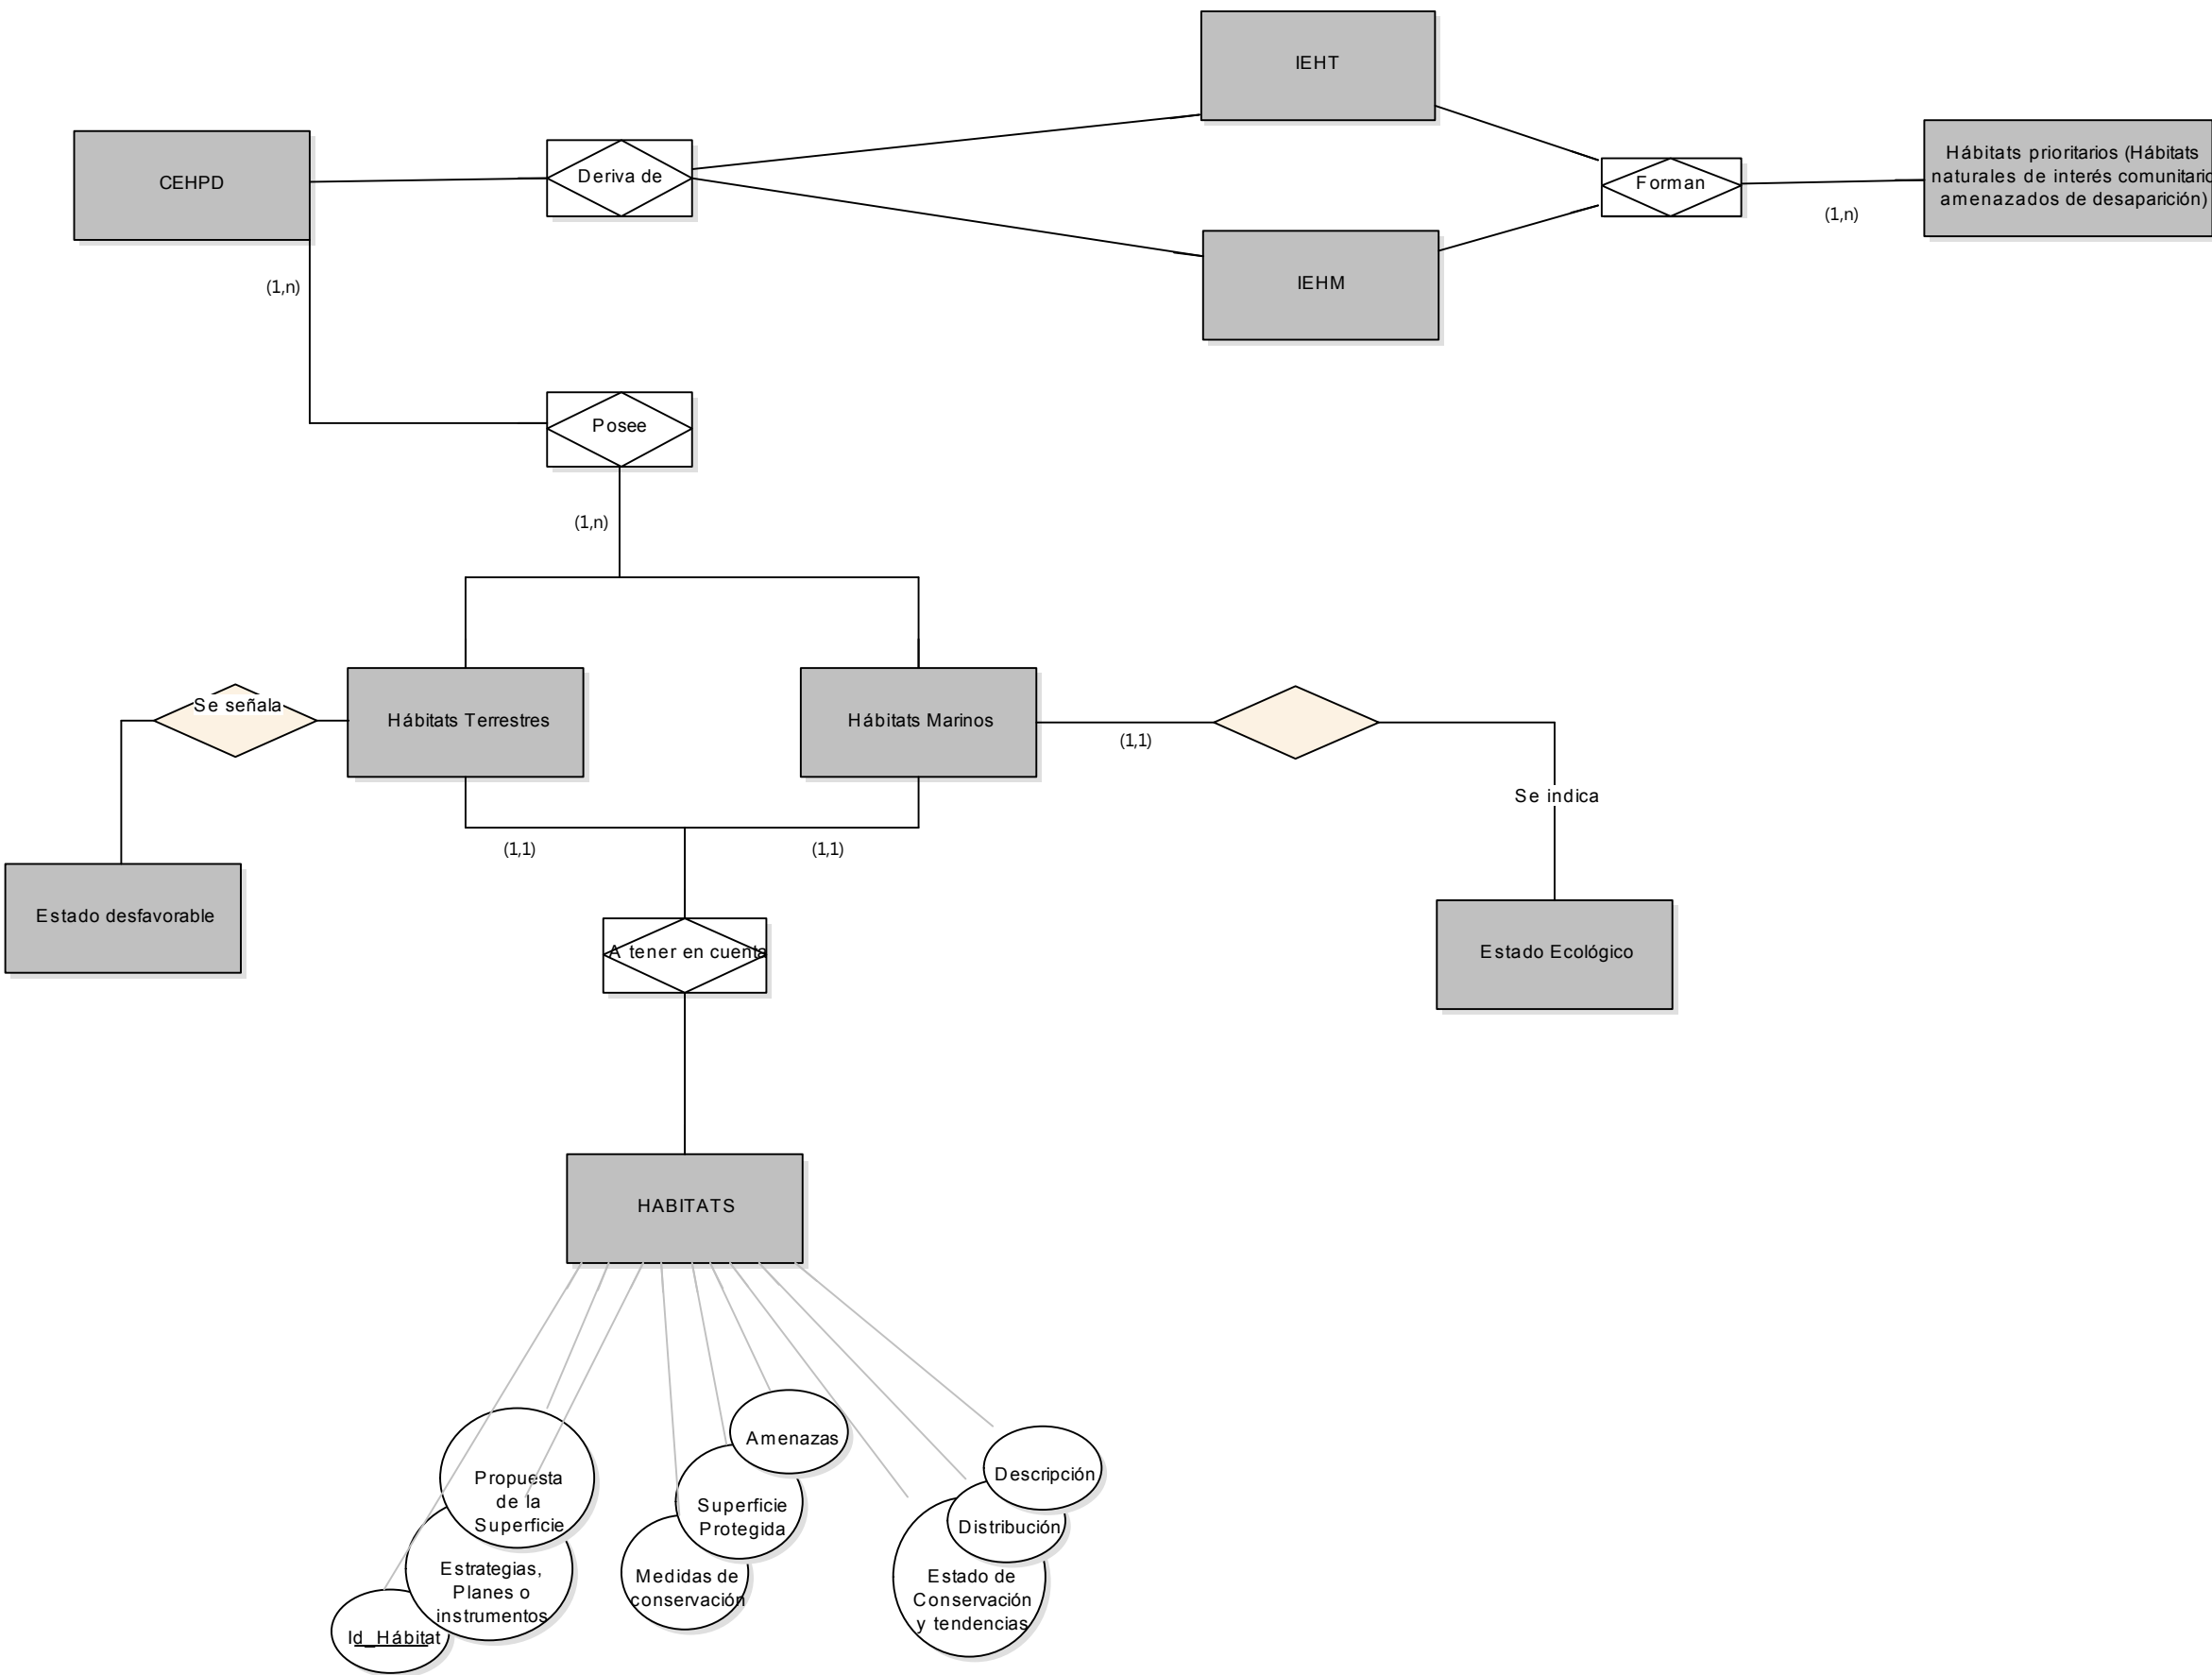 IEHT
CEHPD
Deriva de
Forman
Hábitats prioritarios (Hábitats
naturales de interés comunitario
amenazados de desaparición)
(1,n)
IEHM
(1,n)
Posee
(1,n)
Se señala
Hábitats Terrestres
Hábitats Marinos
(1,1)
Se indica
(1,1)
(1,1)
Estado desfavorable
A tener en cuenta
Estado Ecológico
HABITATS
Amenazas
Descripción
Propuesta
de la
Superficie
Superficie
Protegida
Distribución
Estrategias,
Planes o
instrumentos
Medidas de
conservación
Estado de
Conservación
y tendencias
Id_Hábitat